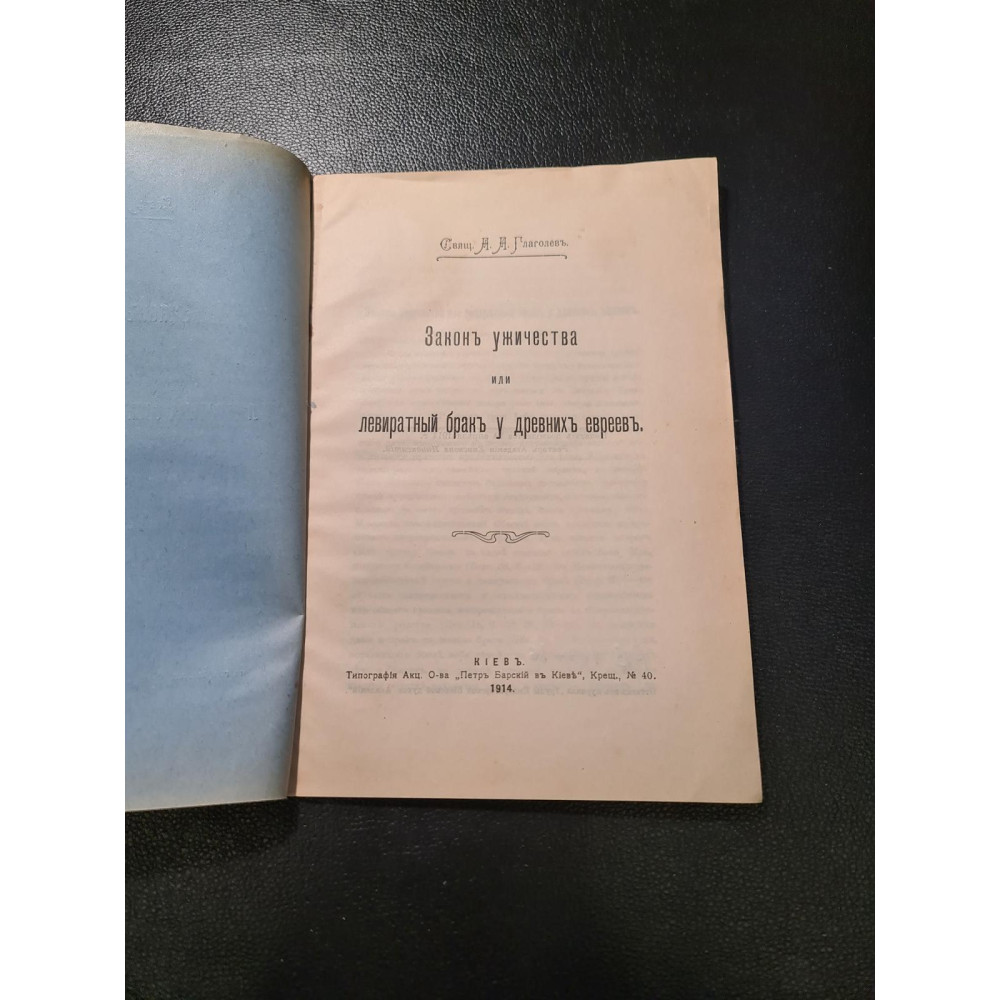 Свящ. А. А. Глаголевъ.
Законъ ужичества
или
левиратный бракъ у древнихъ евреевъ.
КІЕВЪ.
Типографія Акц. О-ва „Петръ Барскій въ Кіевѣ“, Крещ., № 40.
1914.